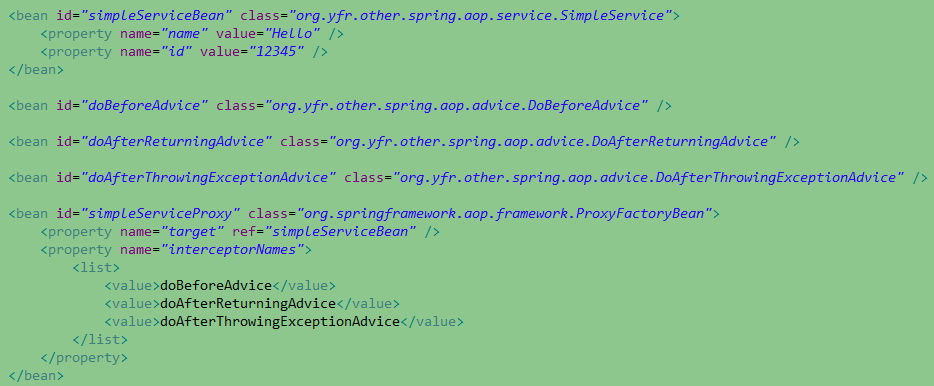 <bean id="simpleServiceBean" class="org.yfr.other.spring.aop.service.SimpleService">
    <property name="name" value="Hello" />
    <property name="id" value="12345" />
</bean>

<bean id="doBeforeAdvice" class="org.yfr.other.spring.aop.advice.DoBeforeAdvice" />

<bean id="doAfterReturningAdvice" class="org.yfr.other.spring.aop.advice.DoAfterReturningAdvice" />

<bean id="doAfterThrowingExceptionAdvice" class="org.yfr.other.spring.aop.advice.DoAfterThrowingExceptionAdvice" />

<bean id="simpleServiceProxy" class="org.springframework.aop.framework.ProxyFactoryBean">
    <property name="target" ref="simpleServiceBean" />
    <property name="interceptorNames">
        <list>
            <value>doBeforeAdvice</value>
            <value>doAfterReturningAdvice</value>
            <value>doAfterThrowingExceptionAdvice</value>
        </list>
    </property>
</bean>